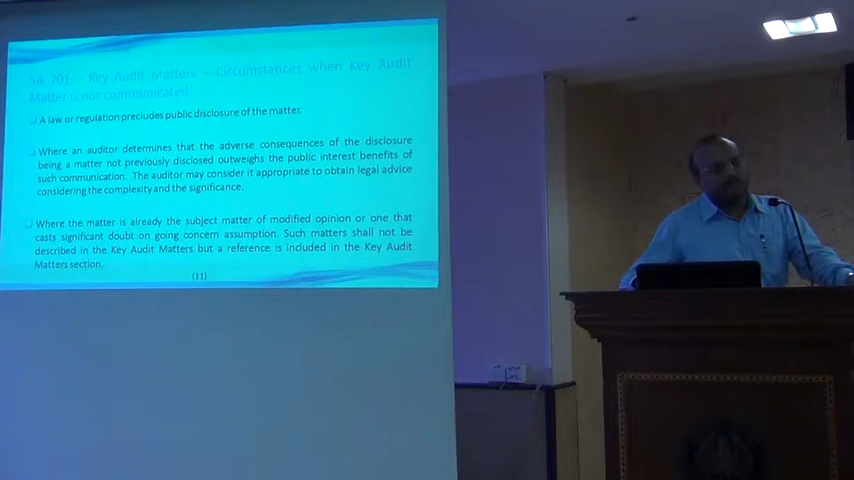 SA 701 – Key Audit Matters – Circumstances when Key Audit
Matter is not communicated
A law or regulation precludes public disclosure of the matter.
Where an auditor determines that the adverse consequences of the disclosure
being a matter not previously disclosed outweighs the public interest benefits of
such communication. The auditor may consider it appropriate to obtain legal advice
considering the complexity and the significance.
Where the matter is already the subject matter of modified opinion or one that
casts significant doubt on going concern assumption. Such matters shall not be
described in the Key Audit Matters but a reference is included in the Key Audit
Matters section.
(11)